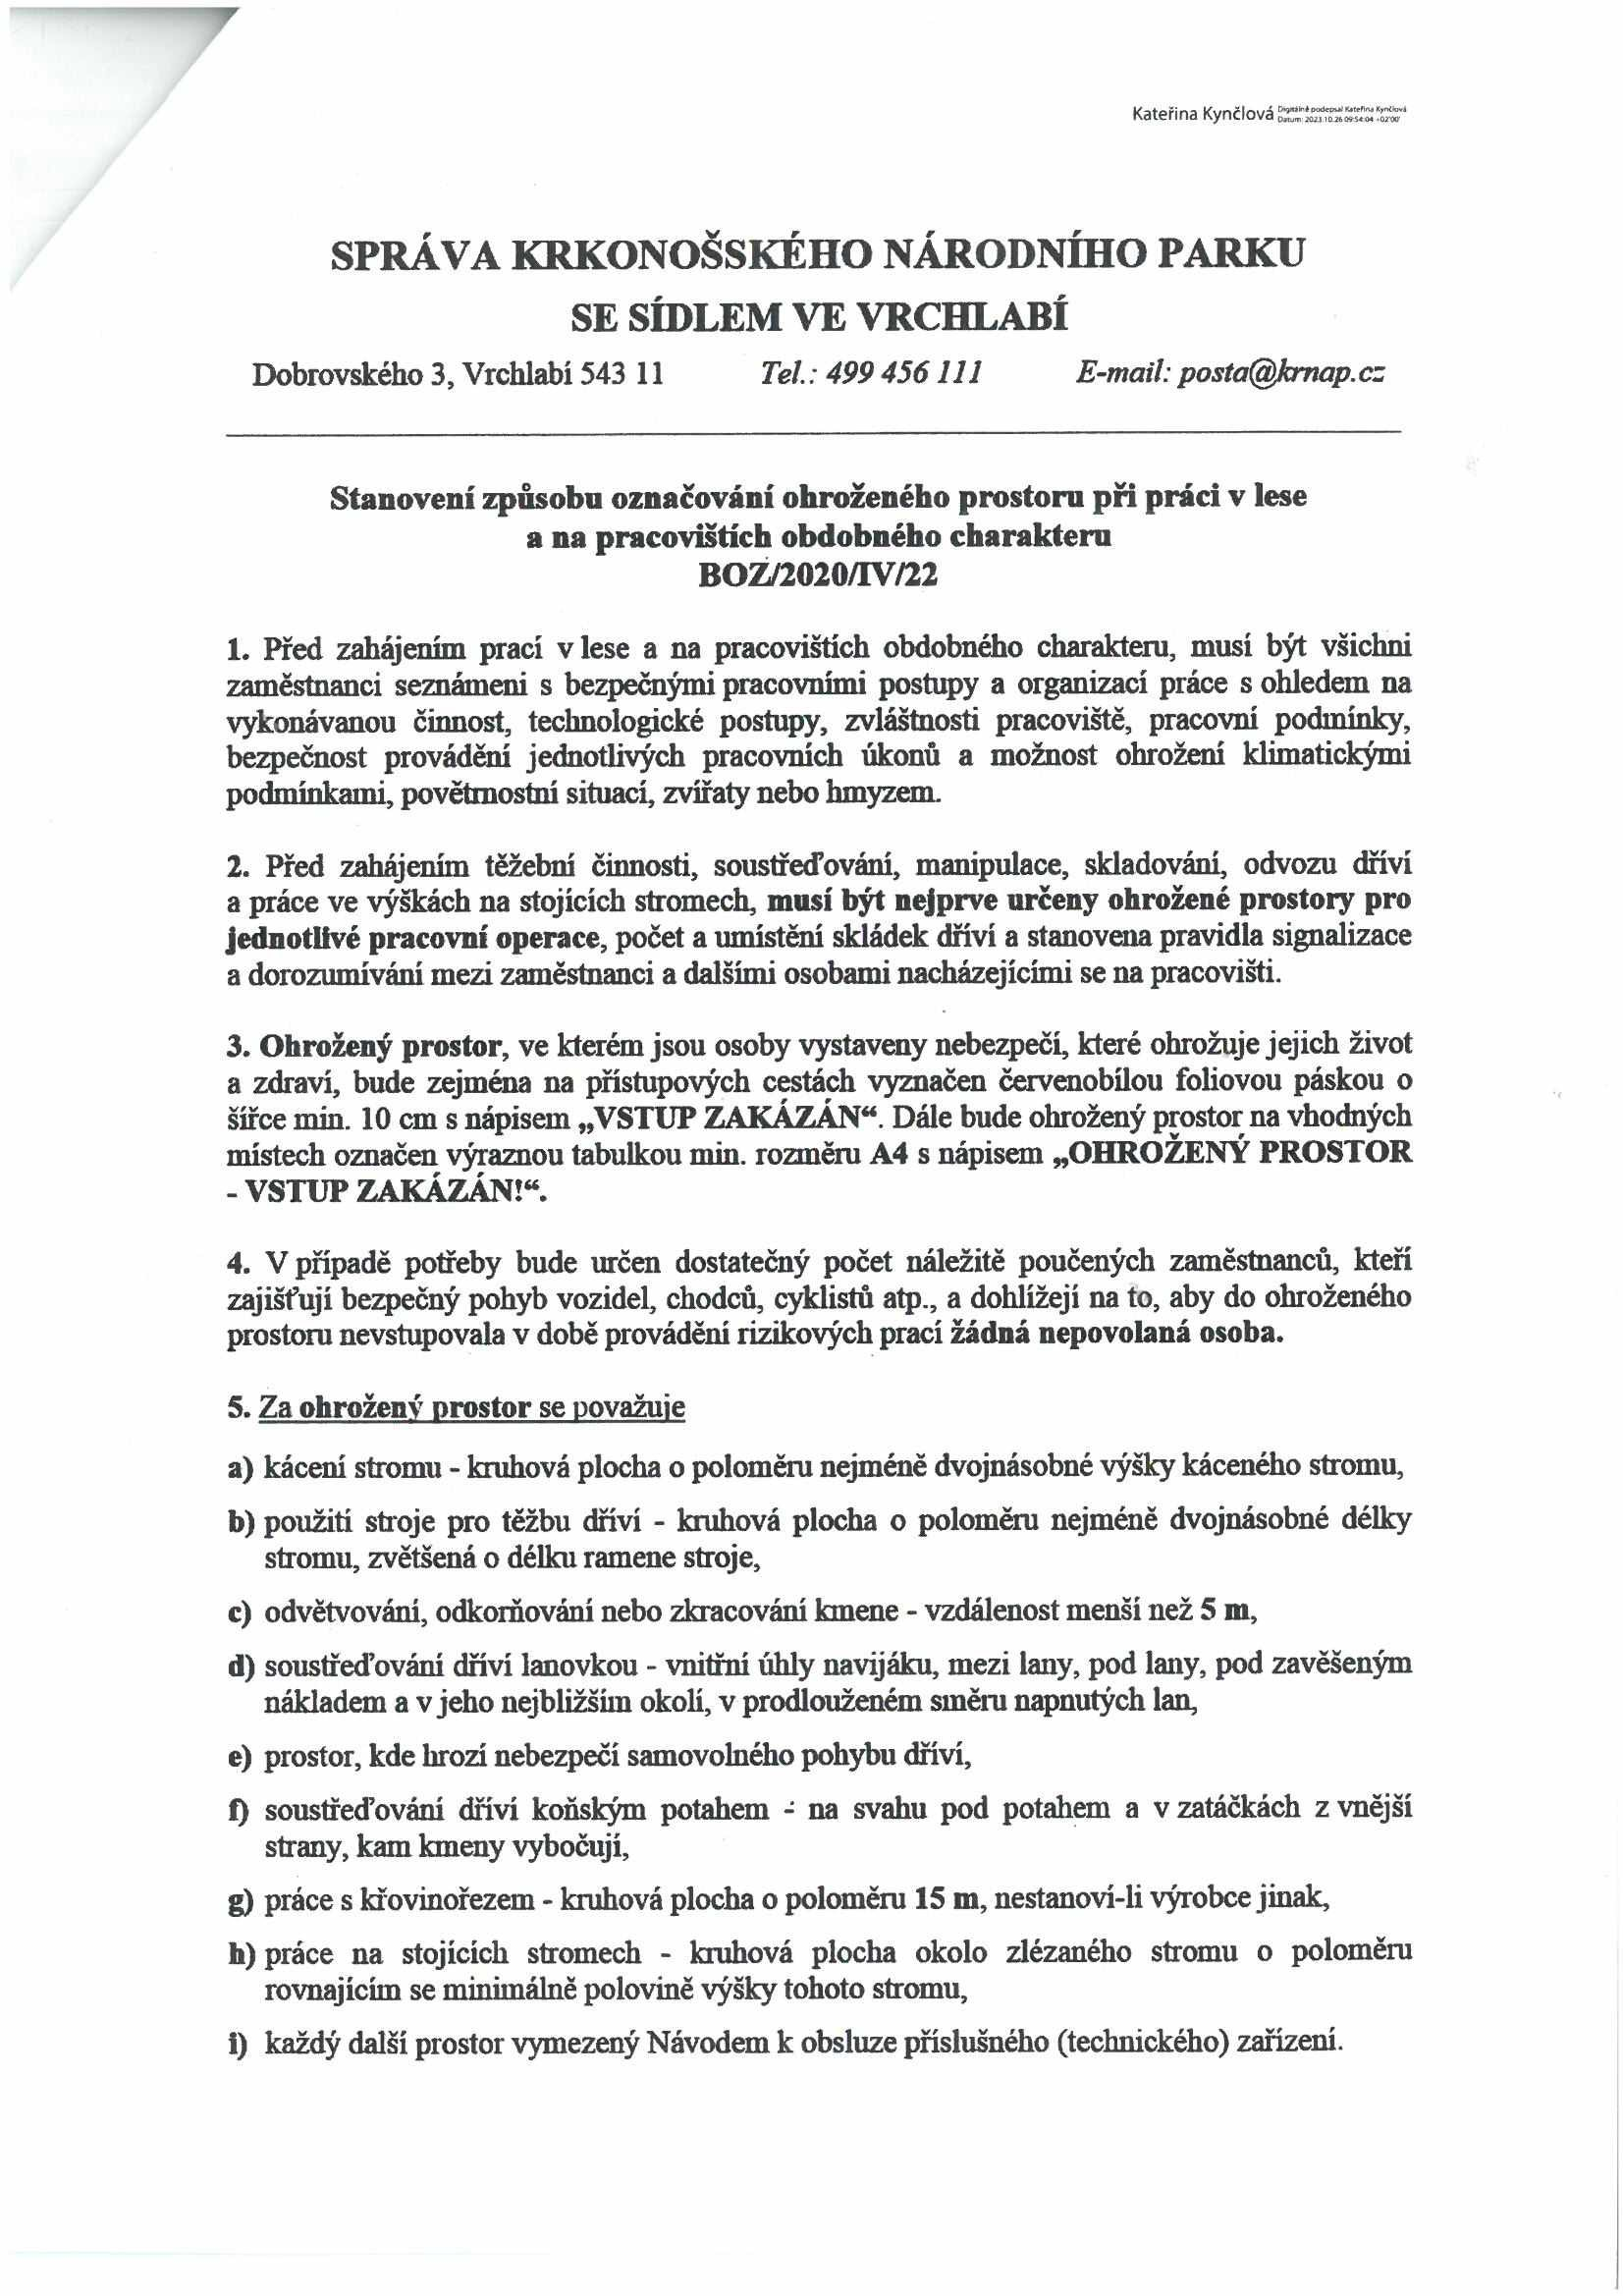 Kateřina Kynčlová
Digitálně podepsal Kateřina Kynčlová
Datum: 2023.10.26 09:54:04 +02'00'
SPRÁVA KRKONOŠSKÉHO NÁRODNÍHO PARKU
SE SÍDLEM VE VRCHLABÍ
Dobrovského 3, Vrchlabí 543 11 Tel.: 499 456 111 E-mail: posta@krnap.cz
Stanovení způsobu označování ohroženého prostoru při práci v lese
a na pracovištích obdobného charakteru
BOZ/2020/IV/22
1. Před zahájením prací v lese a na pracovištích obdobného charakteru, musí být všichni
zaměstnanci seznámeni s bezpečnými pracovními postupy a organizací práce s ohledem na
vykonávanou činnost, technologické postupy, zvláštnosti pracoviště, pracovní podmínky,
bezpečnost provádění jednotlivých pracovních úkonů a možnost ohrožení klimatickými
podmínkami, povětrnostní situací, zvířaty nebo hmyzem.
2. Před zahájením těžební činnosti, soustřeďování, manipulace, skladování, odvozu dříví
a práce ve výškách na stojících stromech, musí být nejprve určeny ohrožené prostory pro
jednotlivé pracovní operace, počet a umístění skládek dříví a stanovena pravidla signalizace
a dorozumívání mezi zaměstnanci a dalšími osobami nacházejícími se na pracovišti.
3. Ohrožený prostor, ve kterém jsou osoby vystaveny nebezpečí, které ohrožuje jejich život
a zdraví, bude zejména na přístupových cestách vyznačen červenobílou foliovou páskou o
šířce min. 10 cm s nápisem „VSTUP ZAKÁZÁN“. Dále bude ohrožený prostor na vhodných
místech označen výraznou tabulkou min. rozměru A4 s nápisem „OHROŽENÝ PROSTOR
- VSTUP ZAKÁZÁN!“.
4. V případě potřeby bude určen dostatečný počet náležitě poučených zaměstnanců, kteří
zajišťují bezpečný pohyb vozidel, chodců, cyklistů atp., a dohlížejí na to, aby do ohroženého
prostoru nevstupovala v době provádění rizikových prací žádná nepovolaná osoba.
5. Za ohrožený prostor se považuje
a) kácení stromu - kruhová plocha o poloměru nejméně dvojnásobné výšky káceného stromu,
b) použití stroje pro těžbu dříví - kruhová plocha o poloměru nejméně dvojnásobné délky
stromu, zvětšená o délku ramene stroje,
c) odvětvování, odkorňování nebo zkracování kmene - vzdálenost menší než 5 m,
d) soustřeďování dříví lanovkou - vnitřní úhly navijáku, mezi lany, pod lany, pod zavěšeným
nákladem a v jeho nejbližším okolí, v prodlouženém směru napnutých lan,
e) prostor, kde hrozí nebezpečí samovolného pohybu dříví,
f) soustřeďování dříví koňským potahem - na svahu pod potahem a v zatáčkách z vnější
strany, kam kmeny vybočují,
g) práce s křovinořezem - kruhová plocha o poloměru 15 m, nestanoví-li výrobce jinak,
h) práce na stojících stromech - kruhová plocha okolo zlézaného stromu o poloměru
rovnajícím se minimálně polovině výšky tohoto stromu,
i) každý další prostor vymezený Návodem k obsluze příslušného (technického) zařízení.